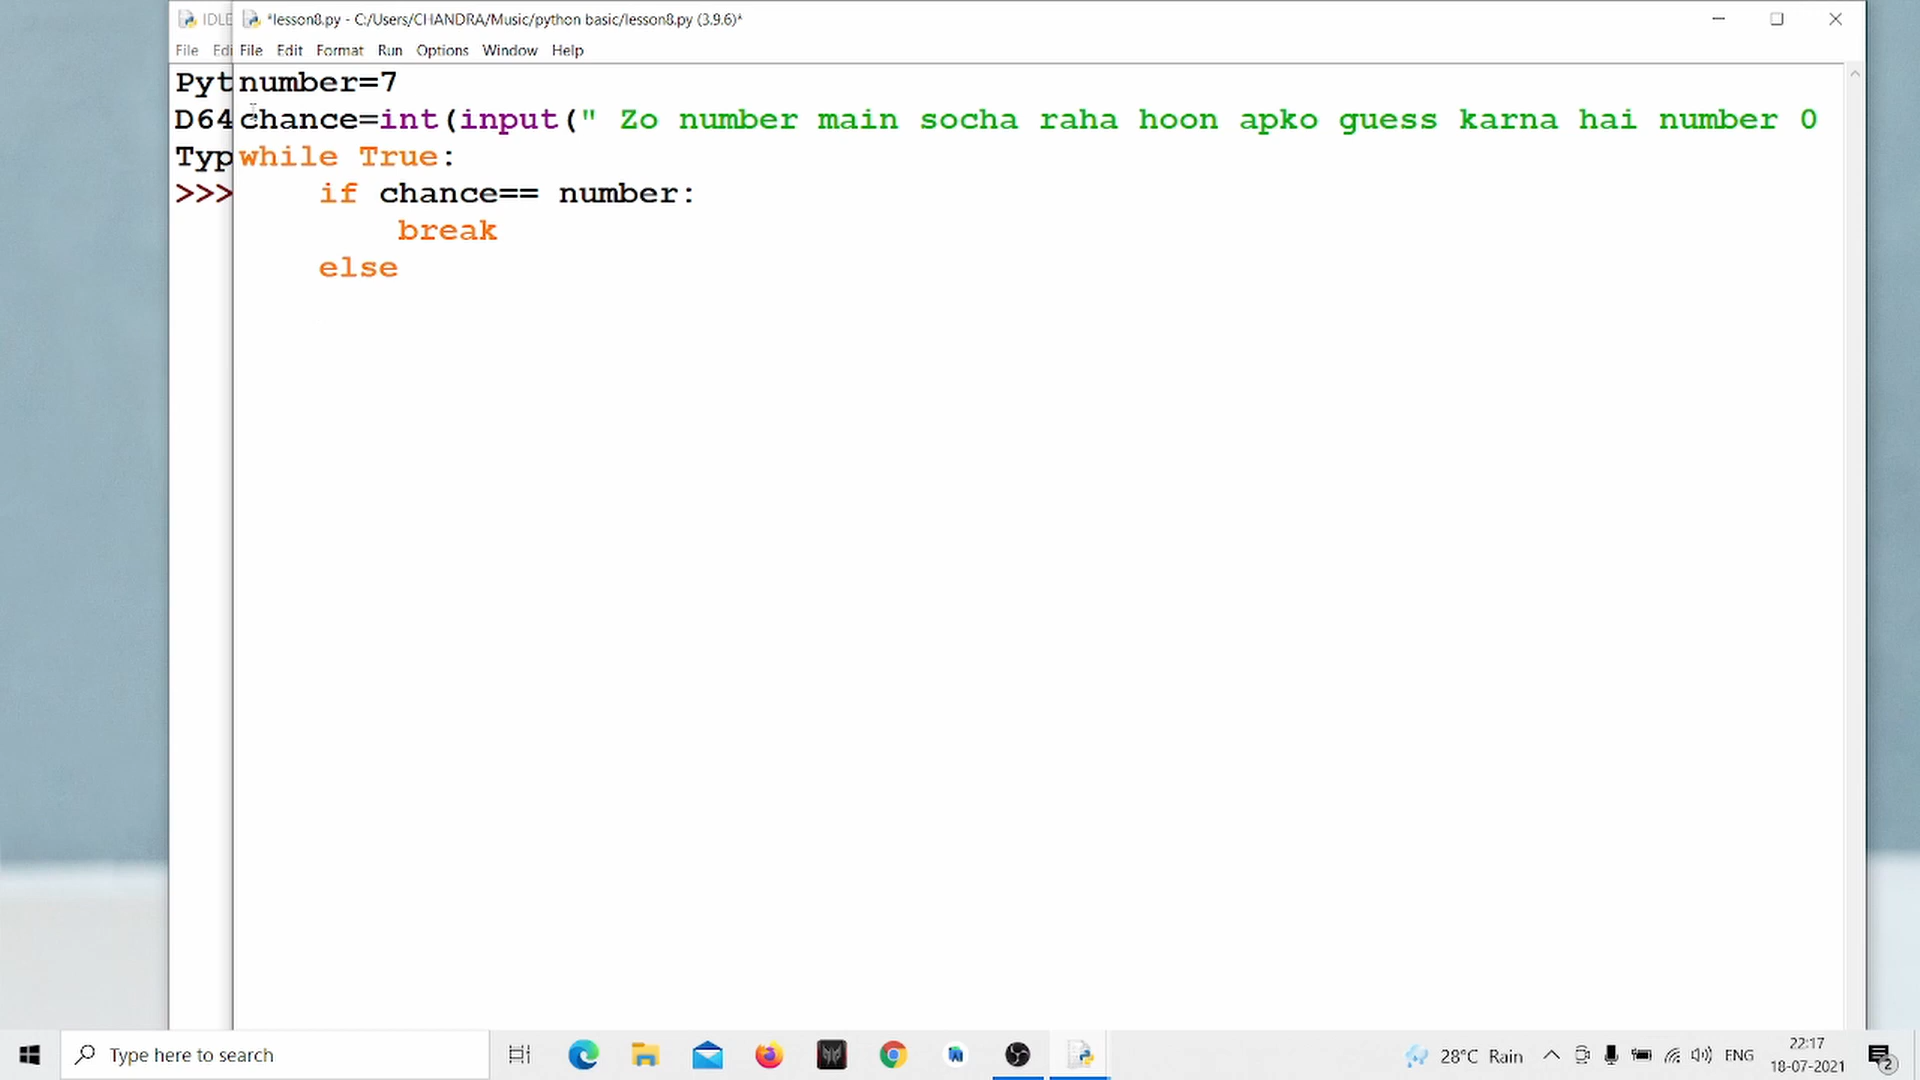 IDLE
*lesson8.py - C:/Users/CHANDRA/Music/python basic/lesson8.py (3.9.6)*
File Edi
File Edit Format Run Options Window Help
Pyt
number=7
D64
chance=int(input(" Zo number main socha raha hoon apko guess karna hai number 0
Typ
while True:
>>>
if chance== number:
break
else
Type here to search
28°C Rain
ENG
22:17
18-07-2021
2